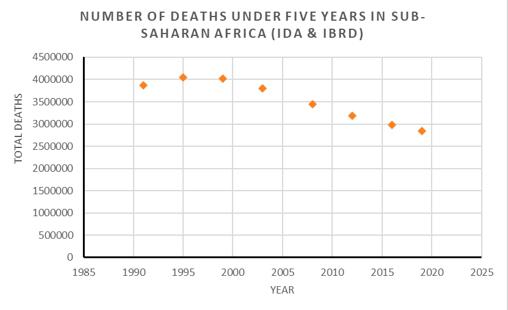 NUMBER OF DEATHS UNDER FIVE YEARS IN SUB-
SAHARAN AFRICA (IDA & IBRD)
4500000
4000000
3500000
3000000
2500000
2000000
1500000
1000000
500000
0
TOTAL DEATHS
1985 1990 1995 2000 2005 2010 2015 2020 2025
YEAR